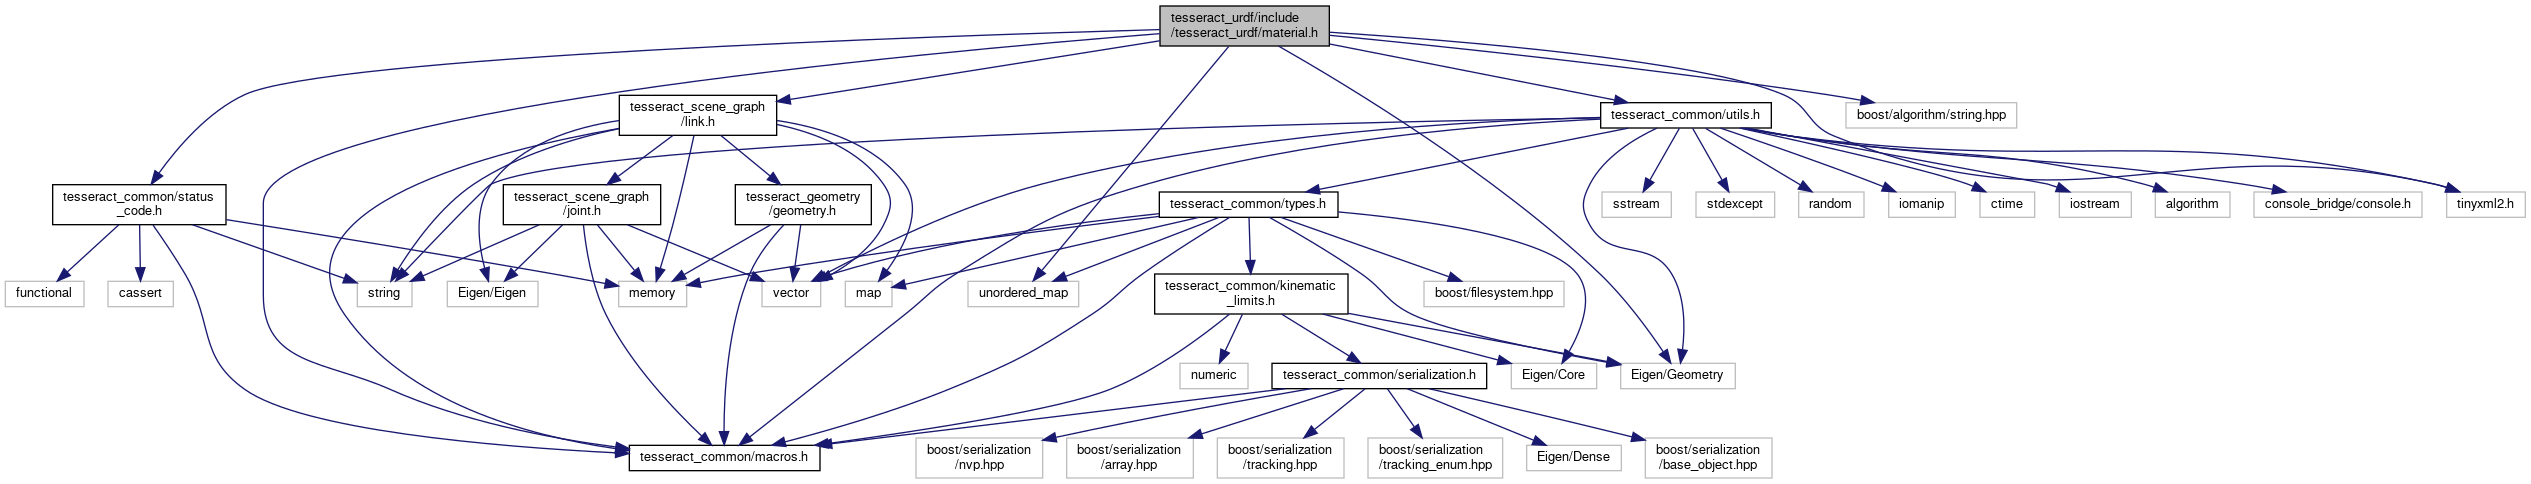 tesseract_urdf/include
/tesseract_urdf/material.h
tesseract_scene_graph
/link.h
tesseract_common/utils.h
boost/algorithm/string.hpp
tesseract_common/status
_code.h
tesseract_scene_graph
/joint.h
tesseract_geometry
/geometry.h
tesseract_common/types.h
sstream
stdexcept
random
iomanip
ctime
iostream
algorithm
console_bridge/console.h
tinyxml2.h
functional
cassert
string
Eigen/Eigen
memory
vector
map
unordered_map
tesseract_common/kinematic
_limits.h
boost/filesystem.hpp
numeric
tesseract_common/serialization.h
Eigen/Core
Eigen/Geometry
tesseract_common/macros.h
boost/serialization
/nvp.hpp
boost/serialization
/array.hpp
boost/serialization
/tracking.hpp
boost/serialization
/tracking_enum.hpp
Eigen/Dense
boost/serialization
/base_object.hpp